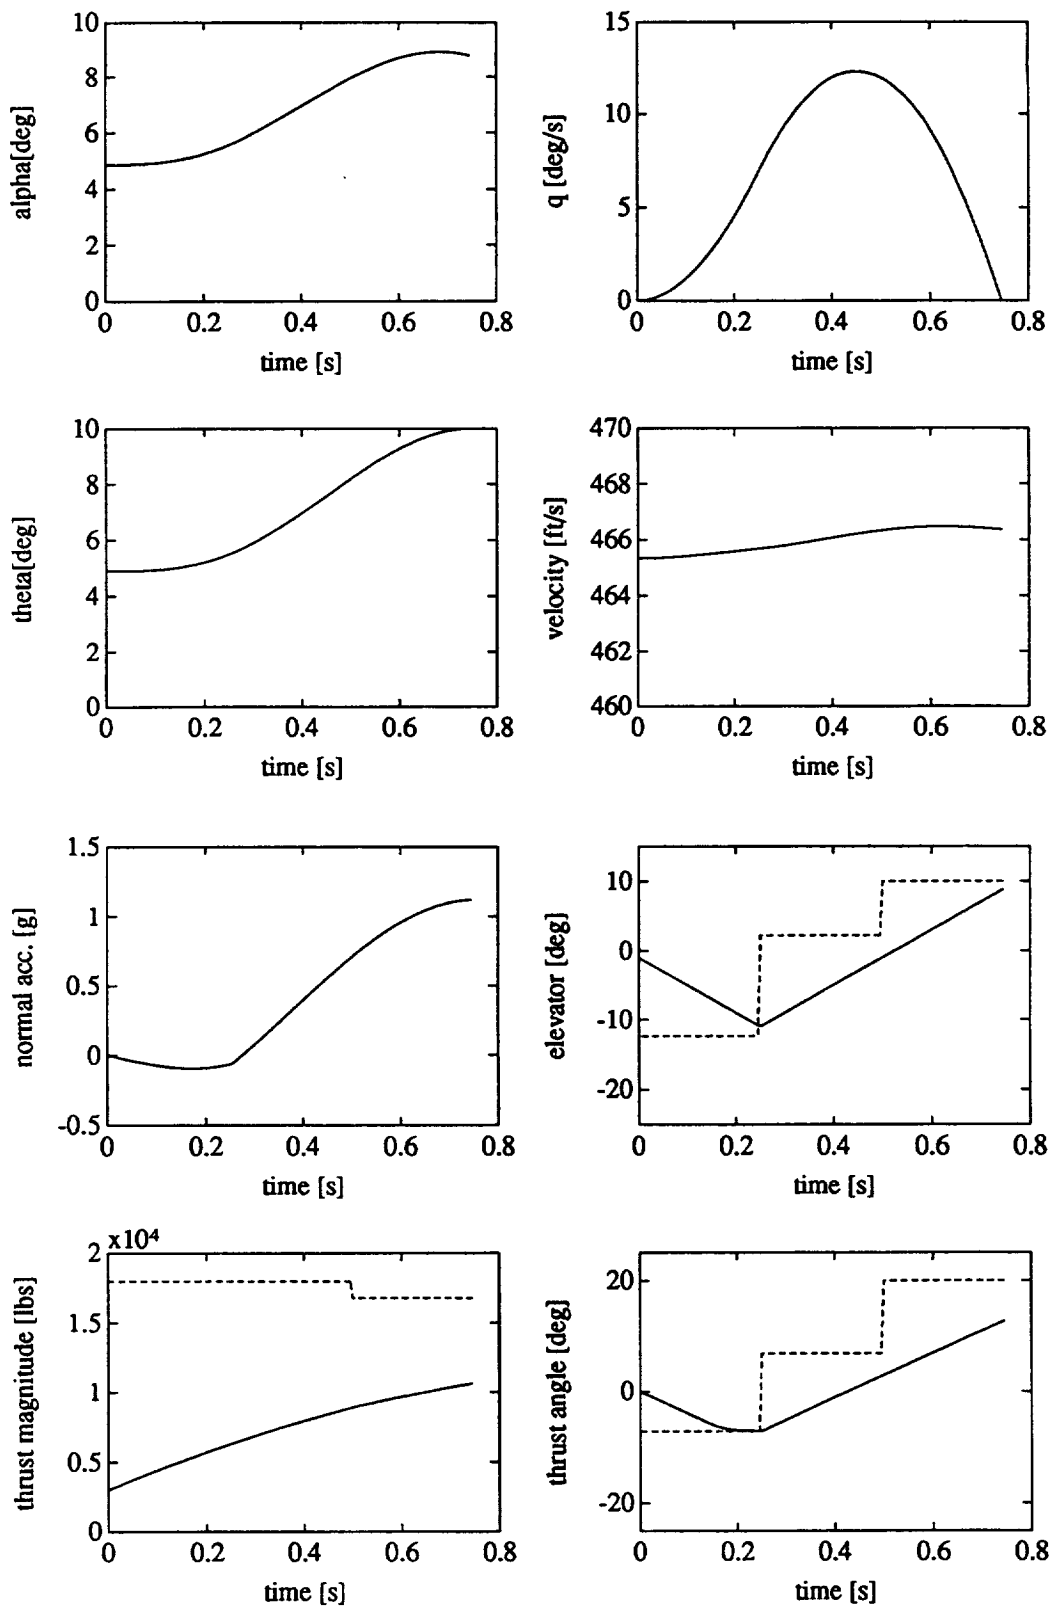 10
8
6
4
2
0
alpha[deg]
0 0.2 0.4 0.6 0.8
time [s]
15
10
5
0
q [deg/s]
0 0.2 0.4 0.6 0.8
time [s]
10
8
6
4
2
0
theta[deg]
0 0.2 0.4 0.6 0.8
time [s]
470
468
466
464
462
460
velocity [ft/s]
0 0.2 0.4 0.6 0.8
time [s]
1.5
1
0.5
0
-0.5
normal acc. [g]
0 0.2 0.4 0.6 0.8
time [s]
10
0
-10
-20
elevator [deg]
0 0.2 0.4 0.6 0.8
time [s]
x10⁴
2
1.5
1
0.5
0
thrust magnitude [lbs]
0 0.2 0.4 0.6 0.8
time [s]
20
0
-20
thrust angle [deg]
0 0.2 0.4 0.6 0.8
time [s]